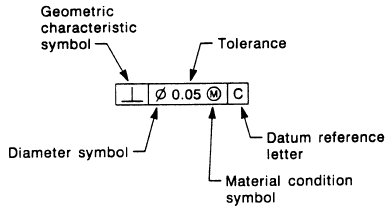 Geometric
characteristic
symbol
Tolerance
⊥ Ø 0.05 Ⓜ C
Diameter symbol
Datum reference
letter
Material condition
symbol